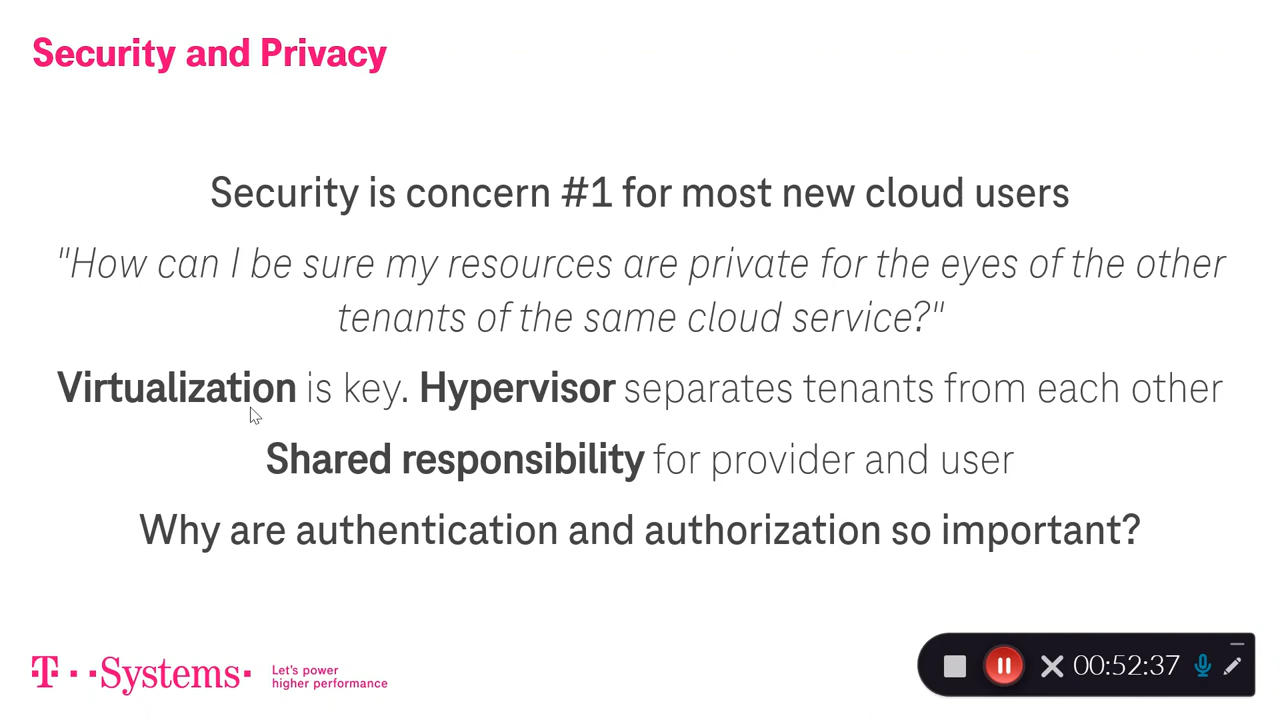 Security and Privacy
Security is concern #1 for most new cloud users
"How can I be sure my resources are private for the eyes of the other
tenants of the same cloud service?"
Virtualization is key. Hypervisor separates tenants from each other
Shared responsibility for provider and user
Why are authentication and authorization so important?
T··Systems·
Let's power
higher performance
00:52:37